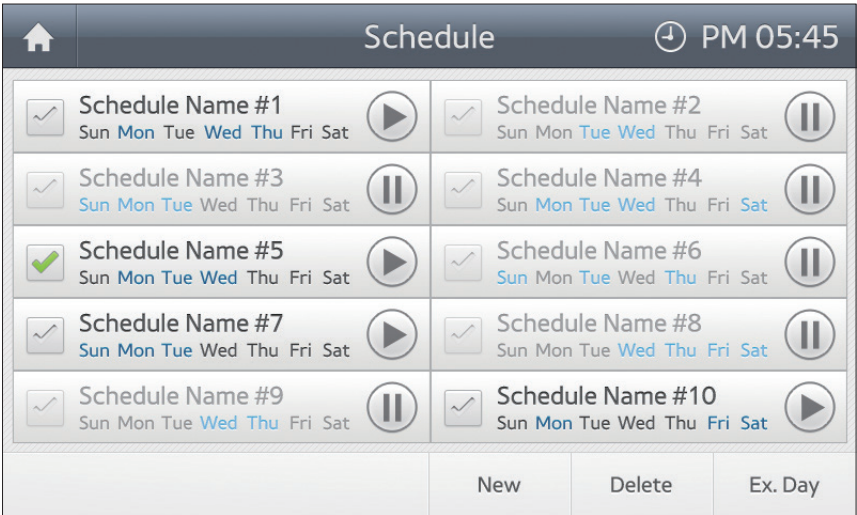 Schedule
PM 05:45
Schedule Name #1
Sun Mon Tue Wed Thu Fri Sat
Schedule Name #2
Sun Mon Tue Wed Thu Fri Sat
Schedule Name #3
Sun Mon Tue Wed Thu Fri Sat
Schedule Name #4
Sun Mon Tue Wed Thu Fri Sat
Schedule Name #5
Sun Mon Tue Wed Thu Fri Sat
Schedule Name #6
Sun Mon Tue Wed Thu Fri Sat
Schedule Name #7
Sun Mon Tue Wed Thu Fri Sat
Schedule Name #8
Sun Mon Tue Wed Thu Fri Sat
Schedule Name #9
Sun Mon Tue Wed Thu Fri Sat
Schedule Name #10
Sun Mon Tue Wed Thu Fri Sat
New
Delete
Ex. Day